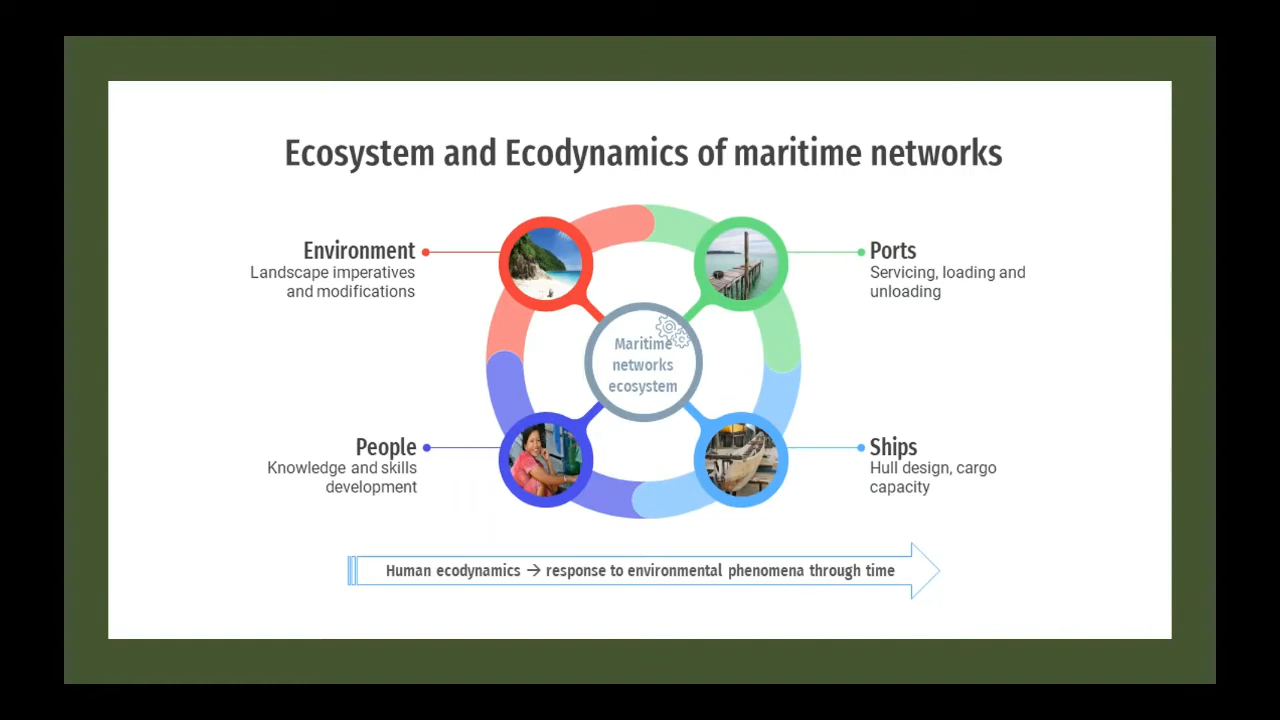 Ecosystem and Ecodynamics of maritime networks
Environment
Landscape imperatives
and modifications
Ports
Servicing, loading and
unloading
Maritime
networks
ecosystem
People
Knowledge and skills
development
Ships
Hull design, cargo
capacity
Human ecodynamics → response to environmental phenomena through time